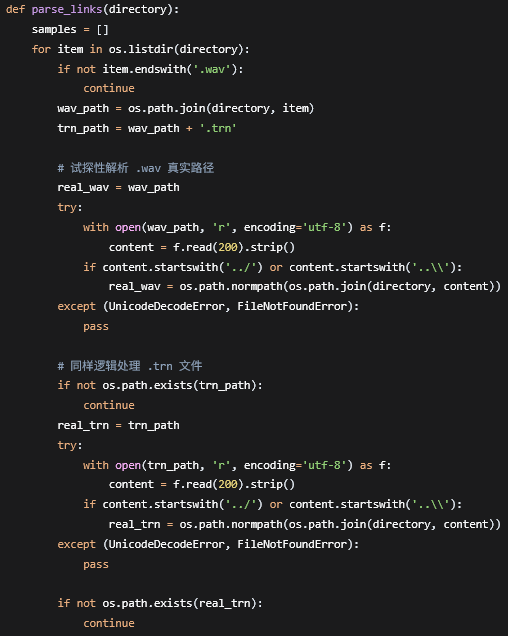 def parse_links(directory):
    samples = []
    for item in os.listdir(directory):
        if not item.endswith('.wav'):
            continue
        wav_path = os.path.join(directory, item)
        trn_path = wav_path + '.trn'

        # 试探性解析 .wav 真实路径
        real_wav = wav_path
        try:
            with open(wav_path, 'r', encoding='utf-8') as f:
                content = f.read(200).strip()
            if content.startswith('../') or content.startswith('..\\'):
                real_wav = os.path.normpath(os.path.join(directory, content))
        except (UnicodeDecodeError, FileNotFoundError):
            pass

        # 同样逻辑处理 .trn 文件
        if not os.path.exists(trn_path):
            continue
        real_trn = trn_path
        try:
            with open(trn_path, 'r', encoding='utf-8') as f:
                content = f.read(200).strip()
            if content.startswith('../') or content.startswith('..\\'):
                real_trn = os.path.normpath(os.path.join(directory, content))
        except (UnicodeDecodeError, FileNotFoundError):
            pass

        if not os.path.exists(real_trn):
            continue